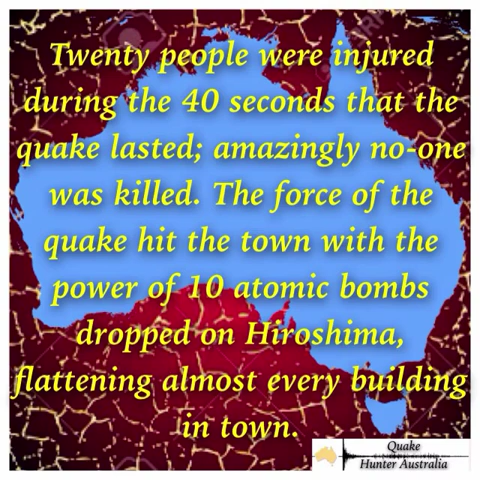 Twenty people were injured
during the 40 seconds that the
quake lasted; amazingly no-one
was killed. The force of the
quake hit the town with the
power of 10 atomic bombs
dropped on Hiroshima,
flattening almost every building
in town.
Quake
Hunter Australia